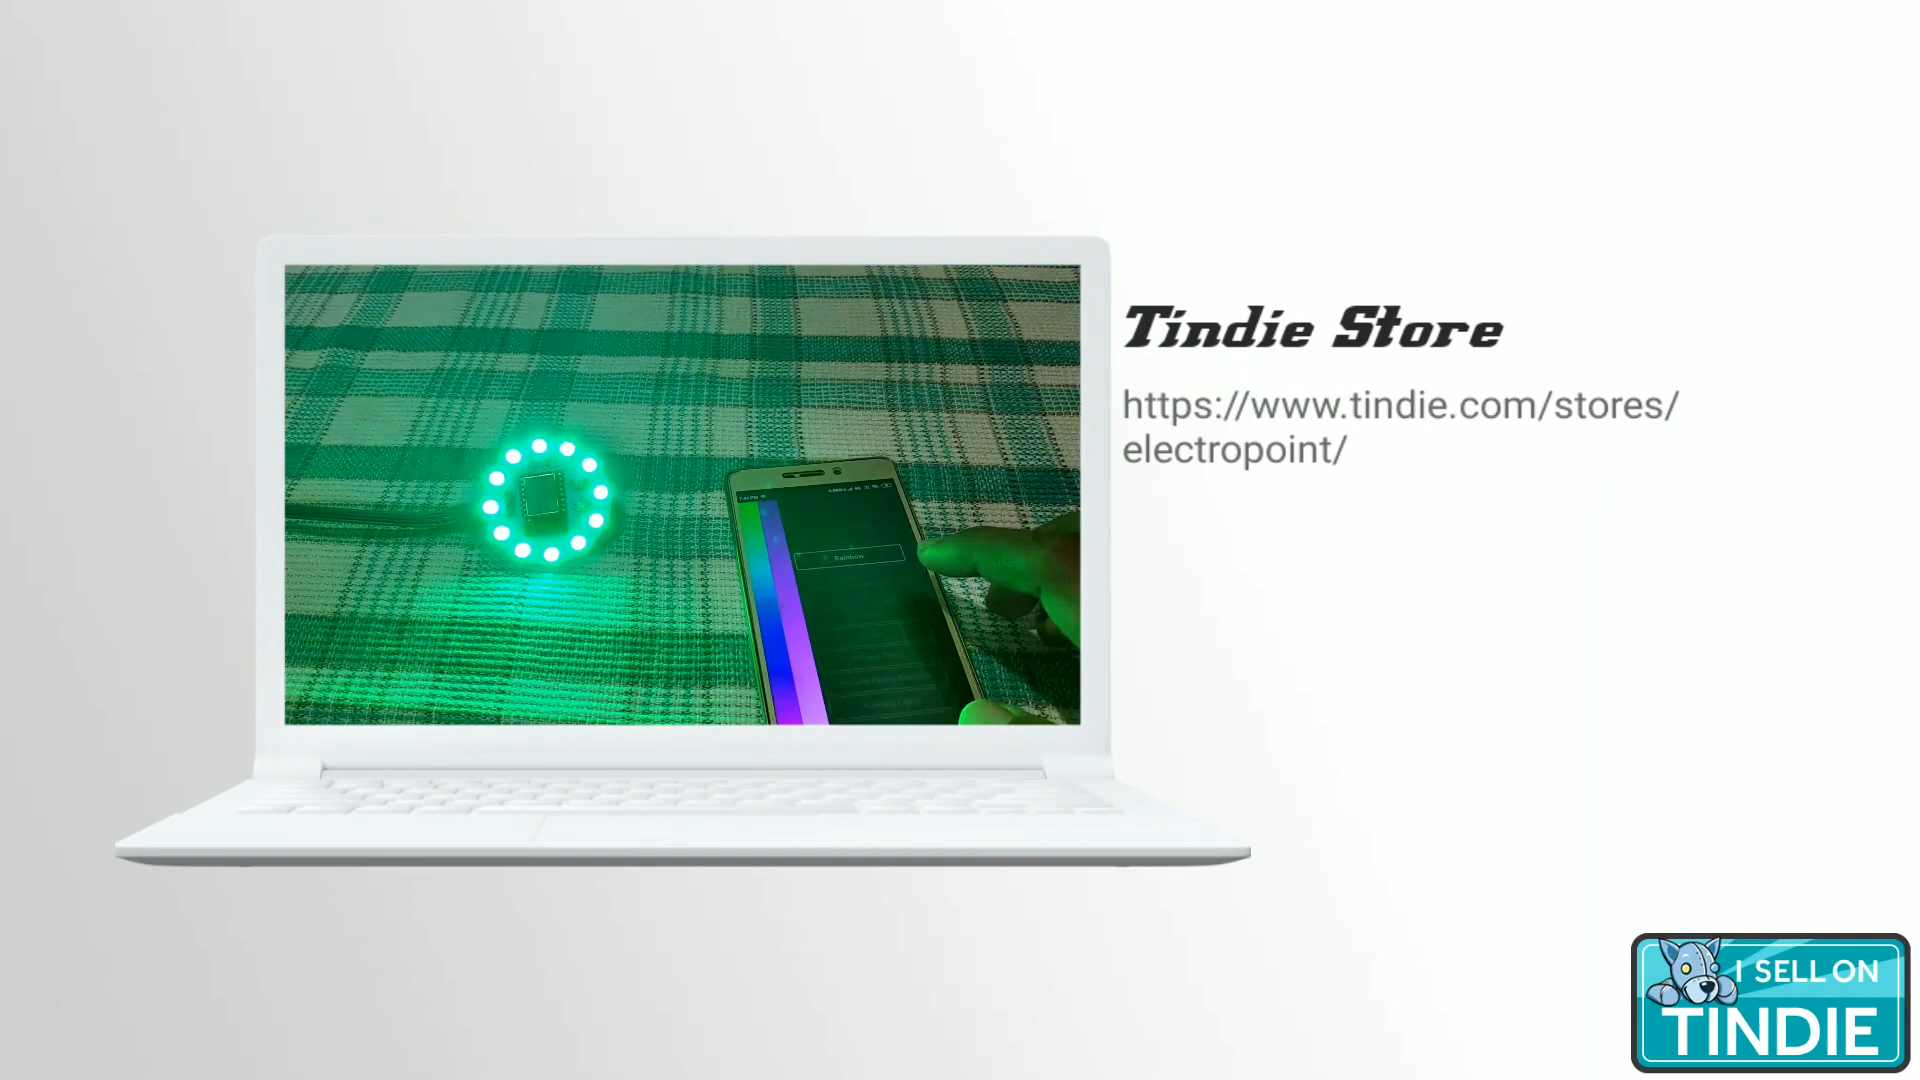 Tindie Store
https://www.tindie.com/stores/
electropoint/
Rainbow
I SELL ON
TINDIE